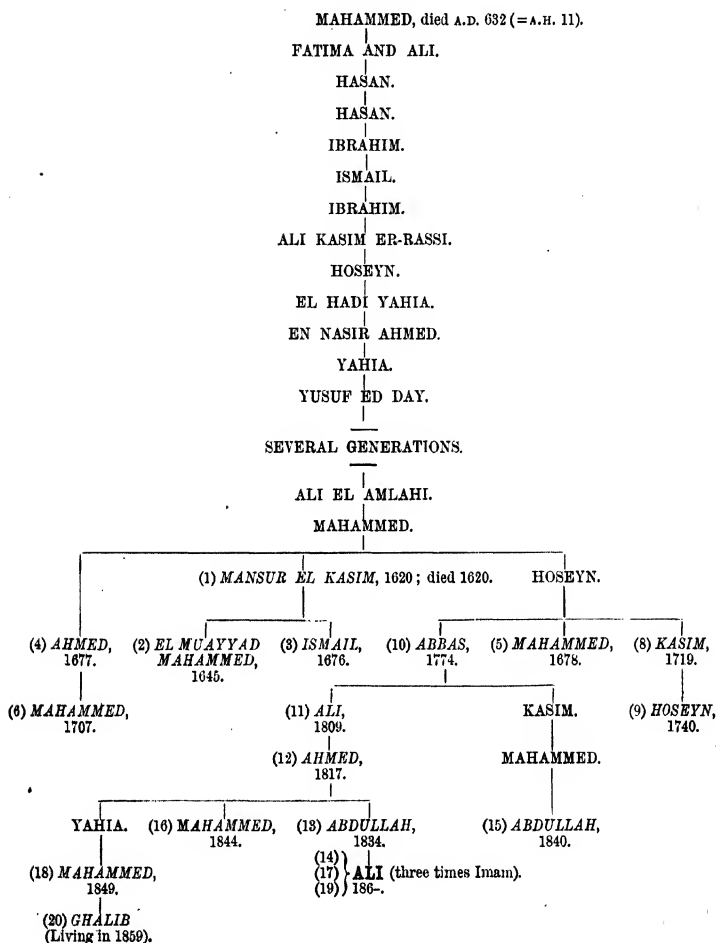 MAHAMMED, died A.D. 632 (=A.H. 11).
FATIMA AND ALI.
HASAN.
HASAN.
IBRAHIM.
ISMAIL.
IBRAHIM.
ALI KASIM ER-RASSI.
HOSEYN.
EL HADI YAHIA.
EN NASIR AHMED.
YAHIA.
YUSUF ED DAY.
SEVERAL GENERATIONS.
ALI EL AMLAHI.
MAHAMMED.
(1) MANSUR EL KASIM, 1620; died 1620. HOSEYN.
(4) AHMED, (2) EL MUAYYAD (3) ISMAIL, (10) ABBAS, (5) MAHAMMED, (8) KASIM,
1677. MAHAMMED, 1676. 1774. 1678. 1719.
1645.
(6) MAHAMMED, (11) ALI, KASIM. (9) HOSEYN,
1707. 1809. 1740.
(12) AHMED, MAHAMMED.
1817.
YAHIA. (16) MAHAMMED, (13) ABDULLAH, (15) ABDULLAH,
1844. 1834. 1840.
(14)
(18) MAHAMMED, (17) ALI (three times Imam).
1849. (19) 186-.
(20) GHALIB
(Living in 1859).